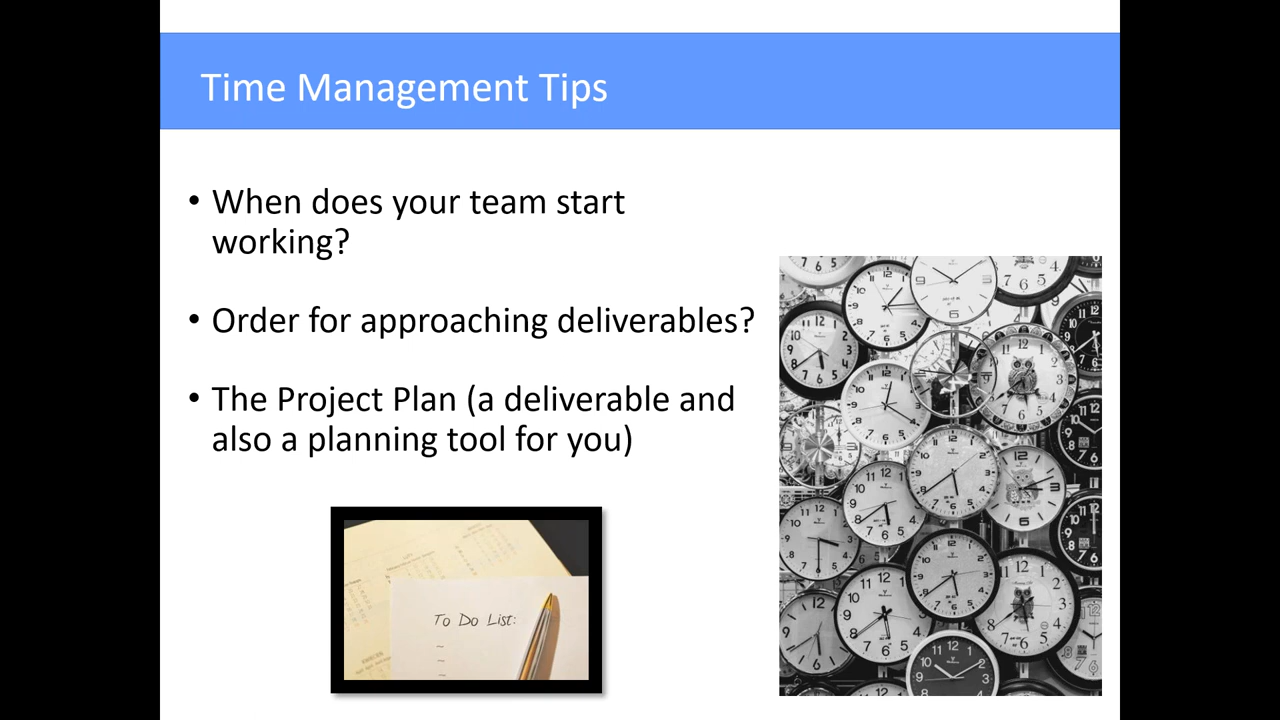 Time Management Tips
• When does your team start
working?
• Order for approaching deliverables?
• The Project Plan (a deliverable and
also a planning tool for you)
To Do List: